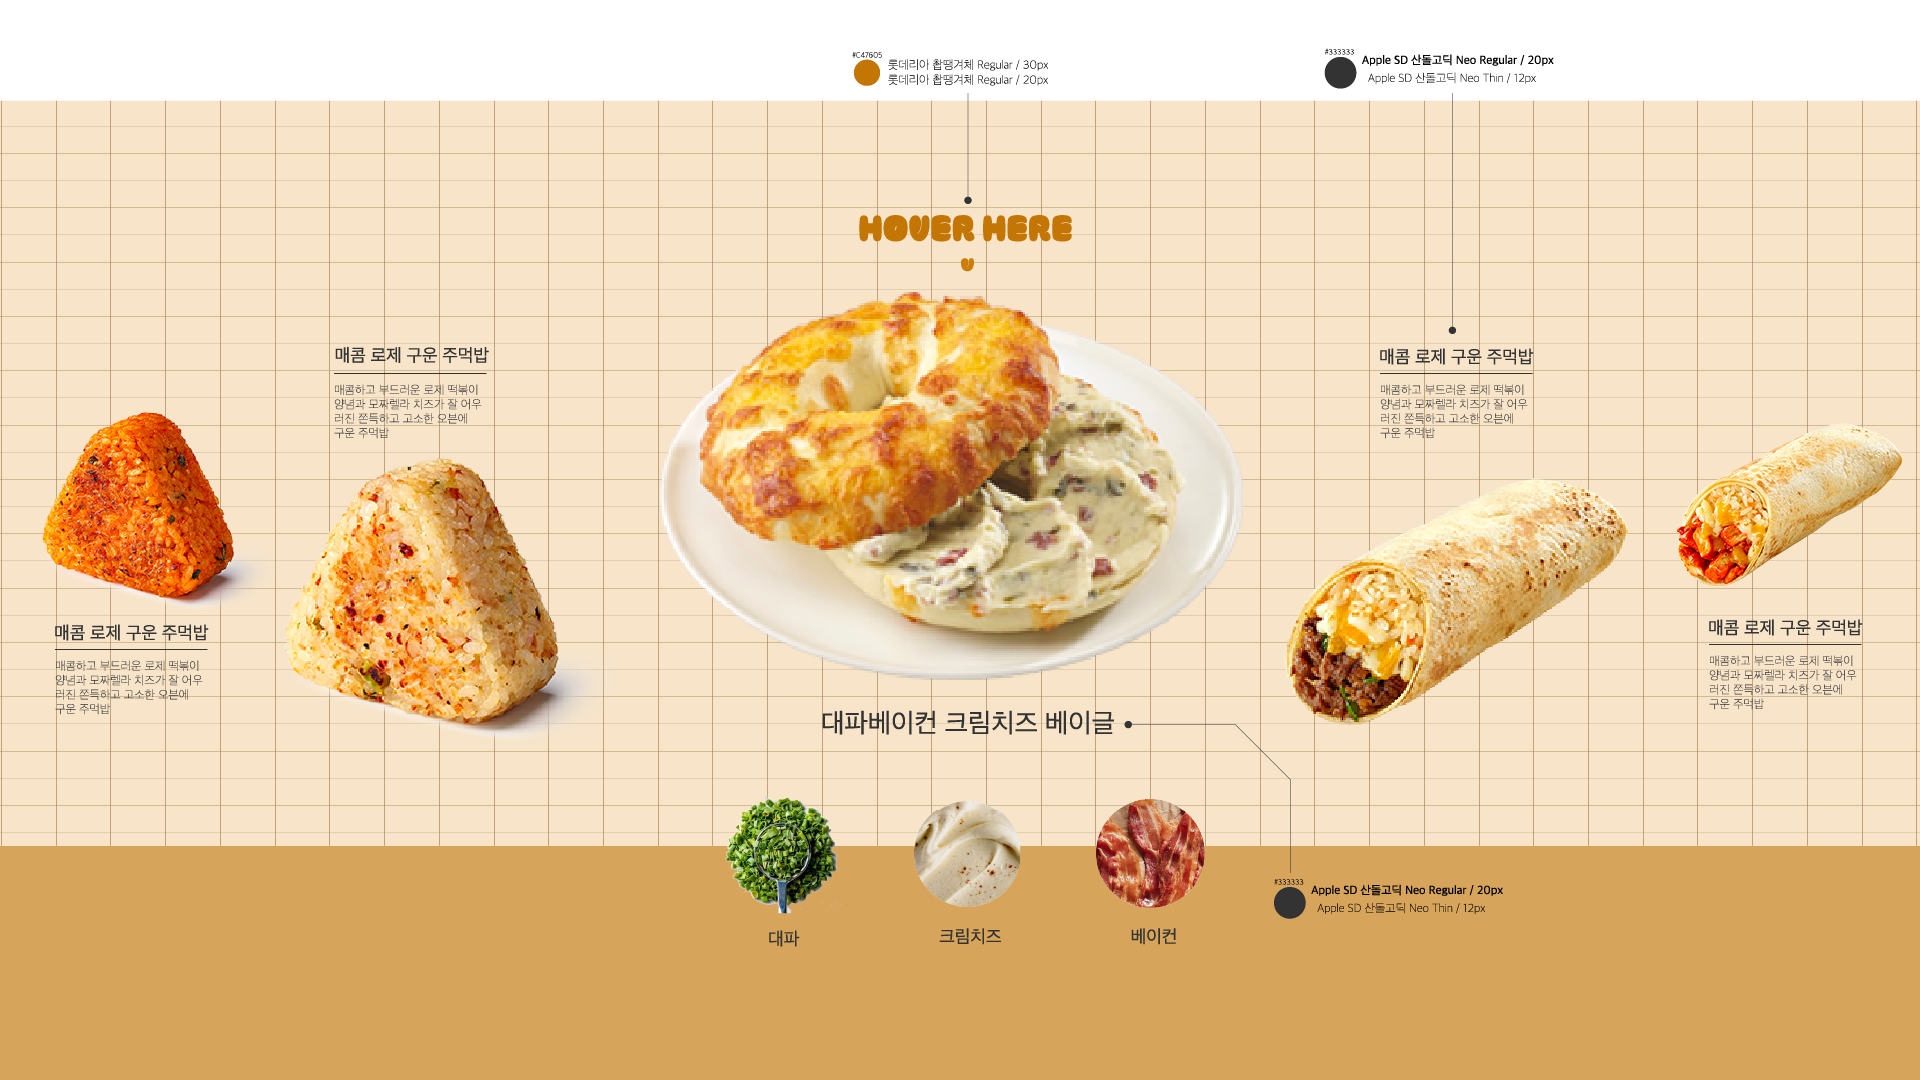 #C47605
롯데리아 촵땡겨체 Regular / 30px
롯데리아 촵땡겨체 Regular / 20px
#333333
Apple SD 산돌고딕 Neo Regular / 20px
Apple SD 산돌고딕 Neo Thin / 12px
HOVER HERE
매콤 로제 구운 주먹밥
매콤하고 부드러운 로제 떡볶이
양념과 모짜렐라 치즈가 잘 어우
러진 쫀득하고 고소한 오븐에
구운 주먹밥
매콤 로제 구운 주먹밥
매콤하고 부드러운 로제 떡볶이
양념과 모짜렐라 치즈가 잘 어우
러진 쫀득하고 고소한 오븐에
구운 주먹밥
매콤 로제 구운 주먹밥
매콤하고 부드러운 로제 떡볶이
양념과 모짜렐라 치즈가 잘 어우
러진 쫀득하고 고소한 오븐에
구운 주먹밥
매콤 로제 구운 주먹밥
매콤하고 부드러운 로제 떡볶이
양념과 모짜렐라 치즈가 잘 어우
러진 쫀득하고 고소한 오븐에
구운 주먹밥
대파베이컨 크림치즈 베이글
#333333
Apple SD 산돌고딕 Neo Regular / 20px
Apple SD 산돌고딕 Neo Thin / 12px
대파
크림치즈
베이컨